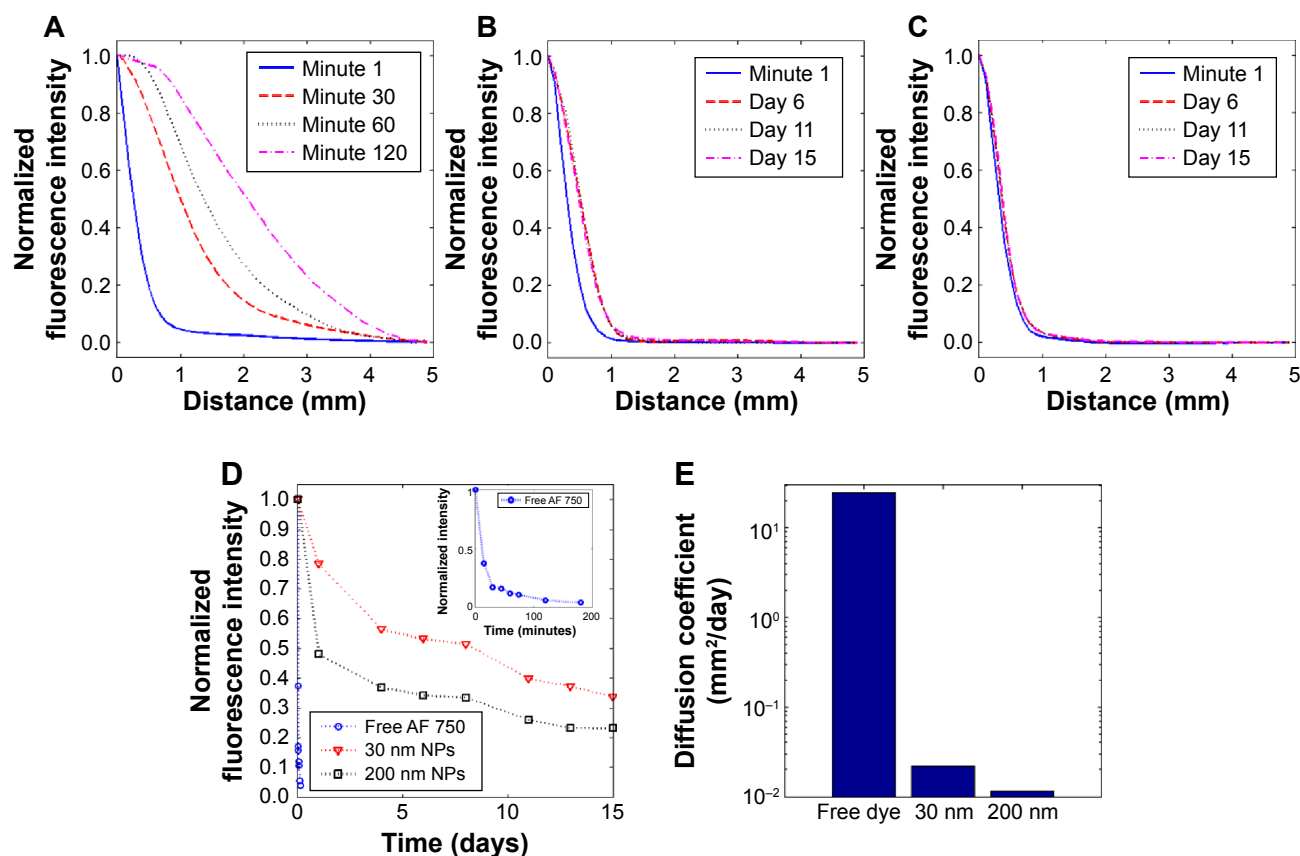 A
Normalized
fluorescence intensity
1.0
0.8
0.6
0.4
0.2
0.0
Minute 1
Minute 30
Minute 60
Minute 120
0 1 2 3 4 5
Distance (mm)
B
Normalized
fluorescence intensity
1.0
0.8
0.6
0.4
0.2
0.0
Minute 1
Day 6
Day 11
Day 15
0 1 2 3 4 5
Distance (mm)
C
Normalized
fluorescence intensity
1.0
0.8
0.6
0.4
0.2
0.0
Minute 1
Day 6
Day 11
Day 15
0 1 2 3 4 5
Distance (mm)
D
Normalized
fluorescence intensity
1.0
0.9
0.8
0.7
0.6
0.5
0.4
0.3
0.2
0.1
0.0
Normalized intensity
1
0.5
0
Free AF 750
0 100 200
Time (minutes)
Free AF 750
30 nm NPs
200 nm NPs
0 5 10 15
Time (days)
E
Diffusion coefficient
(mm²/day)
10¹
10⁰
10⁻¹
10⁻²
Free dye 30 nm 200 nm